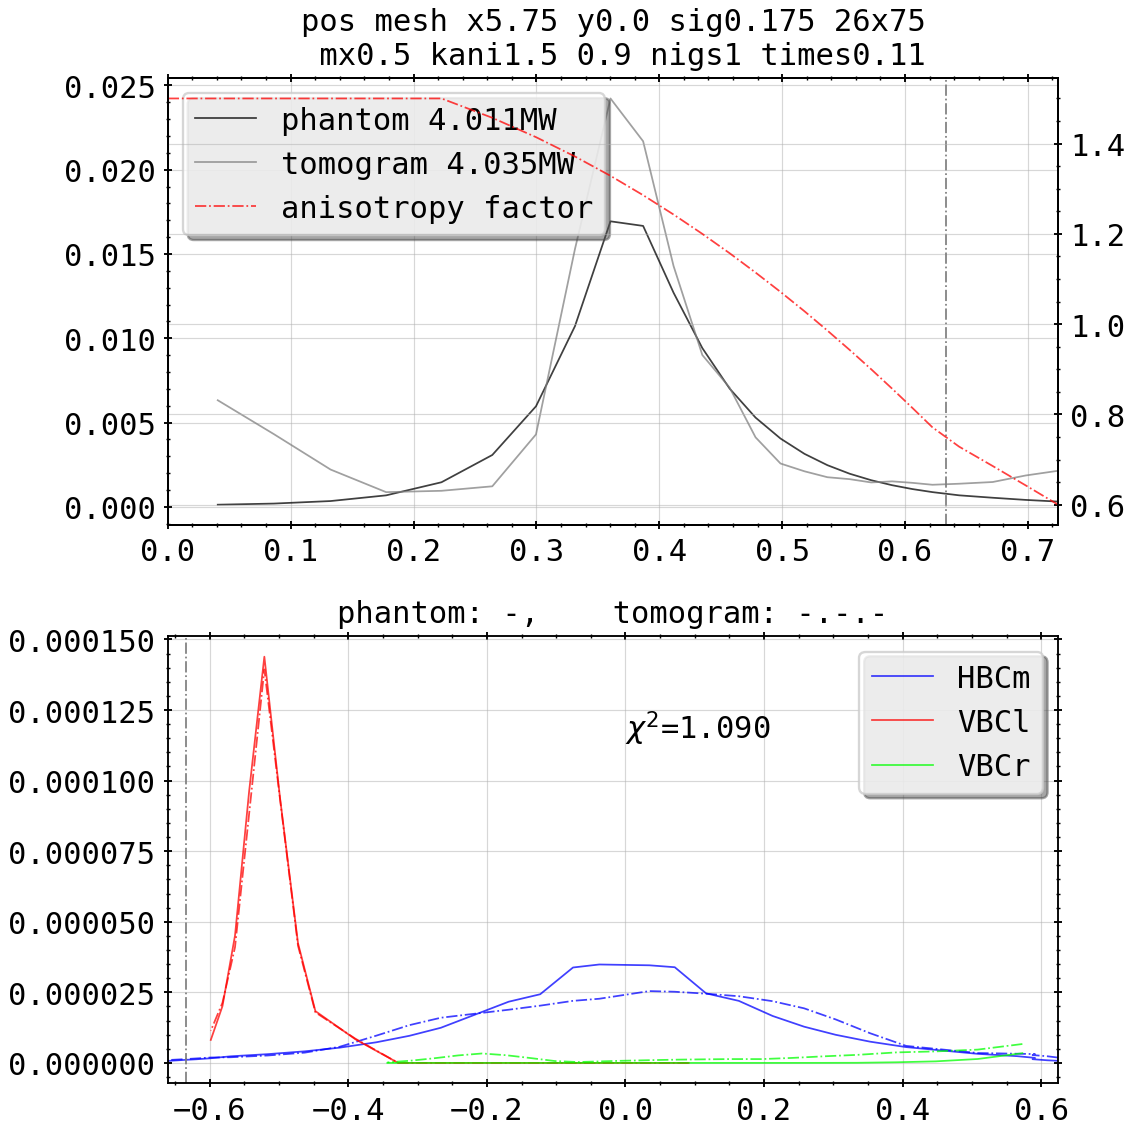 pos mesh x5.75 y0.0 sig0.175 26x75
mx0.5 kani1.5 0.9 nigs1 times0.11
phantom 4.011MW
tomogram 4.035MW
anisotropy factor
0.025
0.020
0.015
0.010
0.005
0.000
1.4
1.2
1.0
0.8
0.6
0.0 0.1 0.2 0.3 0.4 0.5 0.6 0.7
phantom: -, tomogram: -.-.-
0.000150
0.000125
0.000100
0.000075
0.000050
0.000025
0.000000
χ²=1.090
HBCm
VBCl
VBCr
−0.6 −0.4 −0.2 0.0 0.2 0.4 0.6